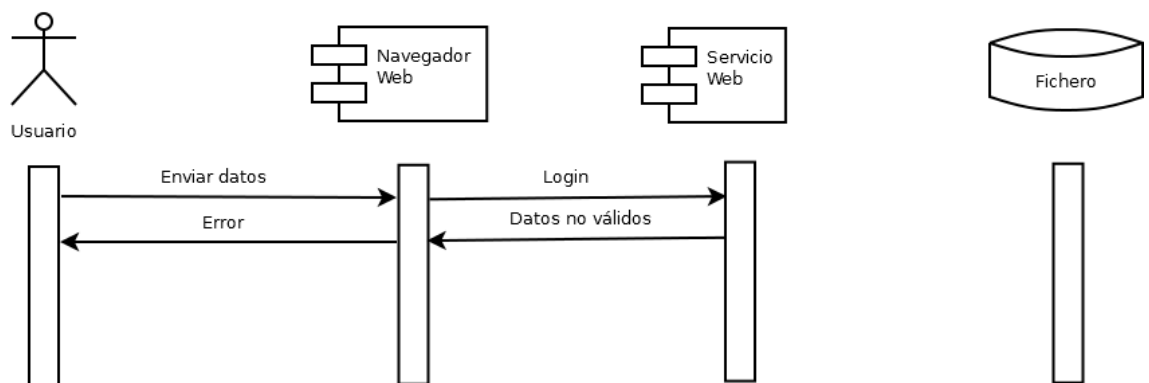 Usuario
Navegador
Web
Servicio
Web
Fichero
Enviar datos
Login
Error
Datos no válidos